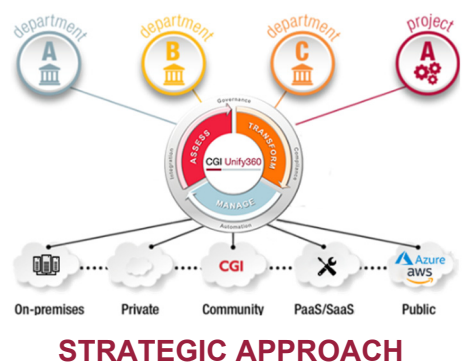 department
department
department
project
A
B
C
A
Governance
ASSESS
TRANSFORM
Integration
CGI Unify360
Compliance
MANAGE
Automation
CGI
Azure
aws
On-premises
Private
Community
PaaS/SaaS
Public
STRATEGIC APPROACH